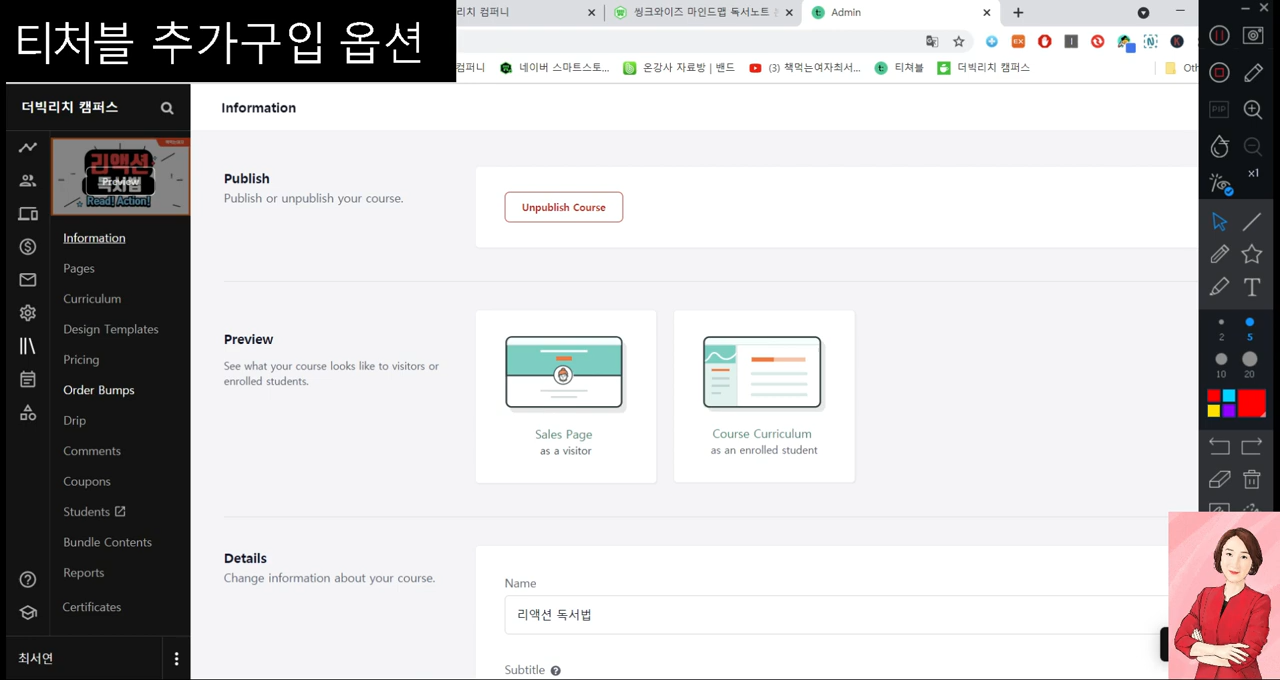 티처블 추가구입 옵션
리치 컴퍼니
씽크와이즈 마인드맵 독서노트
Admin
컴퍼니
네이버 스마트스토...
온강사 자료방 | 밴드
(3) 책먹는여자최서...
티쳐블
더빅리치 캠퍼스
Oth
더빅리치 캠퍼스
Information
리액션
독서법
Preview
Read! Action!
Information
Pages
Curriculum
Design Templates
Pricing
Order Bumps
Drip
Comments
Coupons
Students
Bundle Contents
Reports
Certificates
최서연
Publish
Publish or unpublish your course.
Unpublish Course
Preview
See what your course looks like to visitors or
enrolled students.
Sales Page
as a visitor
Course Curriculum
as an enrolled student
Details
Change information about your course.
Name
리액션 독서법
Subtitle
PIP
x1
T
2
5
10
20